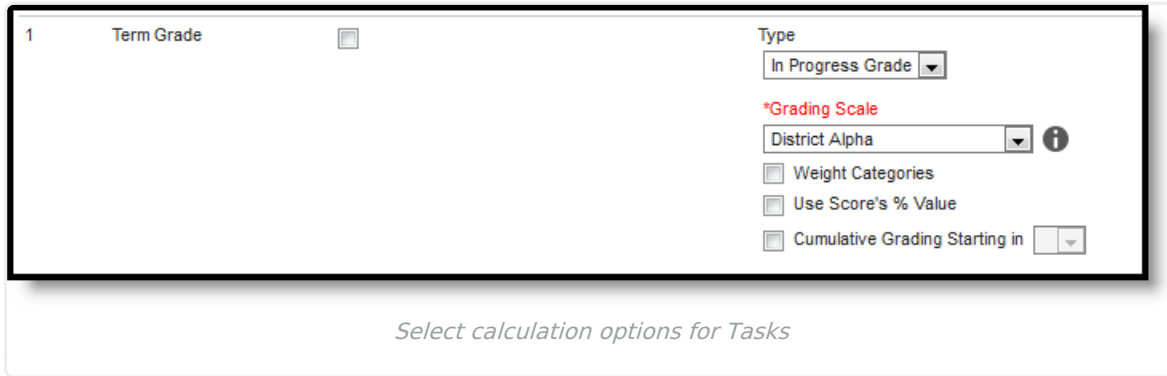 1 Term Grade Type
In Progress Grade
*Grading Scale
District Alpha
Weight Categories
Use Score's % Value
Cumulative Grading Starting in
Select calculation options for Tasks